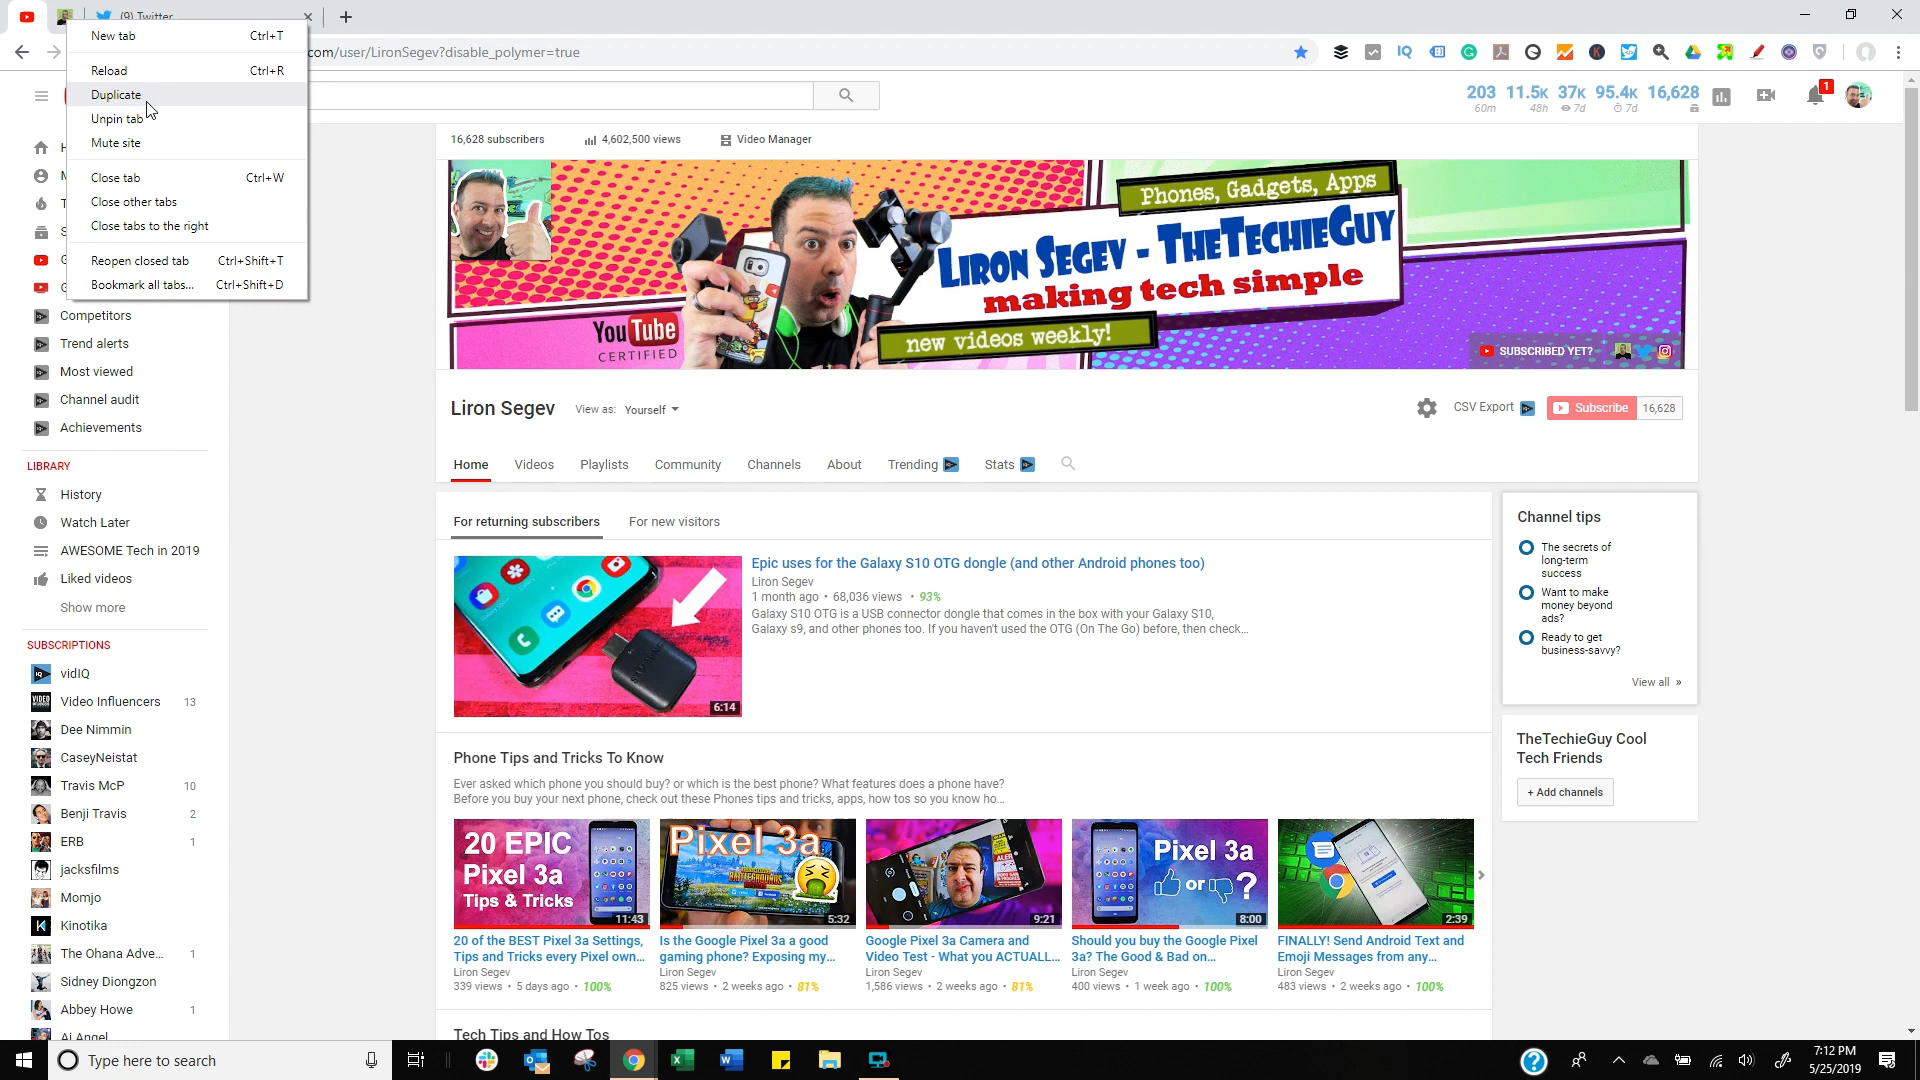 (9) Twitter
New tab Ctrl+T
Reload Ctrl+R
Duplicate
Unpin tab
Mute site
Close tab Ctrl+W
Close other tabs
Close tabs to the right
Reopen closed tab Ctrl+Shift+T
Bookmark all tabs... Ctrl+Shift+D
com/user/LironSegev?disable_polymer=true
203 11.5K 37K 95.4K 16,628
60m 48h 7d 7d
1
16,628 subscribers 4,602,500 views Video Manager
Phones, Gadgets, Apps
LIRON SEGEV - THETECHIEGUY
making tech simple
new videos weekly!
YouTube
CERTIFIED
SUBSCRIBED YET?
Competitors
Trend alerts
Most viewed
Channel audit
Achievements
LIBRARY
History
Watch Later
AWESOME Tech in 2019
Liked videos
Show more
SUBSCRIPTIONS
vidIQ
Video Influencers 13
Dee Nimmin
CaseyNeistat
Travis McP 10
Benji Travis 2
ERB 1
jacksfilms
Momjo
Kinotika
The Ohana Adve... 1
Sidney Diongzon
Abbey Howe 1
Ai Angel
Liron Segev View as: Yourself
CSV Export Subscribe 16,628
Home Videos Playlists Community Channels About Trending Stats
For returning subscribers For new visitors
6:14
Epic uses for the Galaxy S10 OTG dongle (and other Android phones too)
Liron Segev
1 month ago • 68,036 views • 93%
Galaxy S10 OTG is a USB connector dongle that comes in the box with your Galaxy S10,
Galaxy s9, and other phones too. If you haven't used the OTG (On The Go) before, then check...
Channel tips
The secrets of
long-term
success
Want to make
money beyond
ads?
Ready to get
business-savvy?
View all »
TheTechieGuy Cool
Tech Friends
+ Add channels
Phone Tips and Tricks To Know
Ever asked which phone you should buy? or which is the best phone? What features does a phone have?
Before you buy your next phone, check out these Phones tips and tricks, apps, how tos so you know ho...
20 EPIC
Pixel 3a
Tips & Tricks
11:43
20 of the BEST Pixel 3a Settings,
Tips and Tricks every Pixel own...
Liron Segev
339 views • 5 days ago • 100%
Pixel 3a
5:32
Is the Google Pixel 3a a good
gaming phone? Exposing my...
Liron Segev
825 views • 2 weeks ago • 81%
9:21
Google Pixel 3a Camera and
Video Test - What you ACTUALL...
Liron Segev
1,586 views • 2 weeks ago • 81%
Pixel 3a
or ?
8:00
Should you buy the Google Pixel
3a? The Good & Bad on...
Liron Segev
400 views • 1 week ago • 100%
2:39
FINALLY! Send Android Text and
Emoji Messages from any...
Liron Segev
483 views • 2 weeks ago • 100%
Tech Tips and How Tos
Type here to search
7:12 PM
5/25/2019